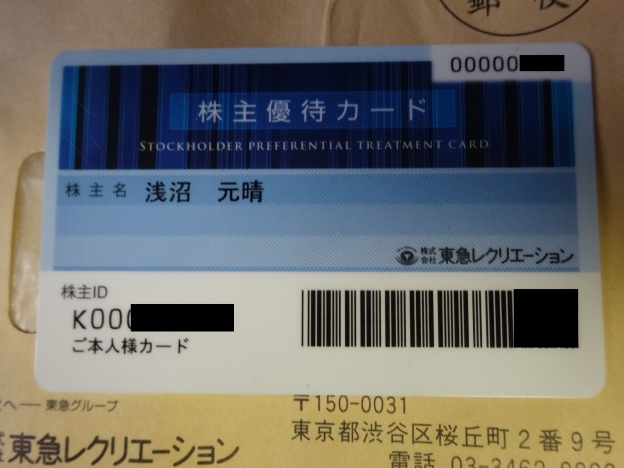 郵
00000
株主優待カード
STOCKHOLDER PREFERENTIAL TREATMENT CARD
株主名 浅沼 元晴
株式会社 東急レクリエーション
株主ID
K000
ご本人様カード
へ— 東急グループ
東急レクリエーション
〒150-0031
東京都渋谷区桜丘町2番9号
電話 03-346